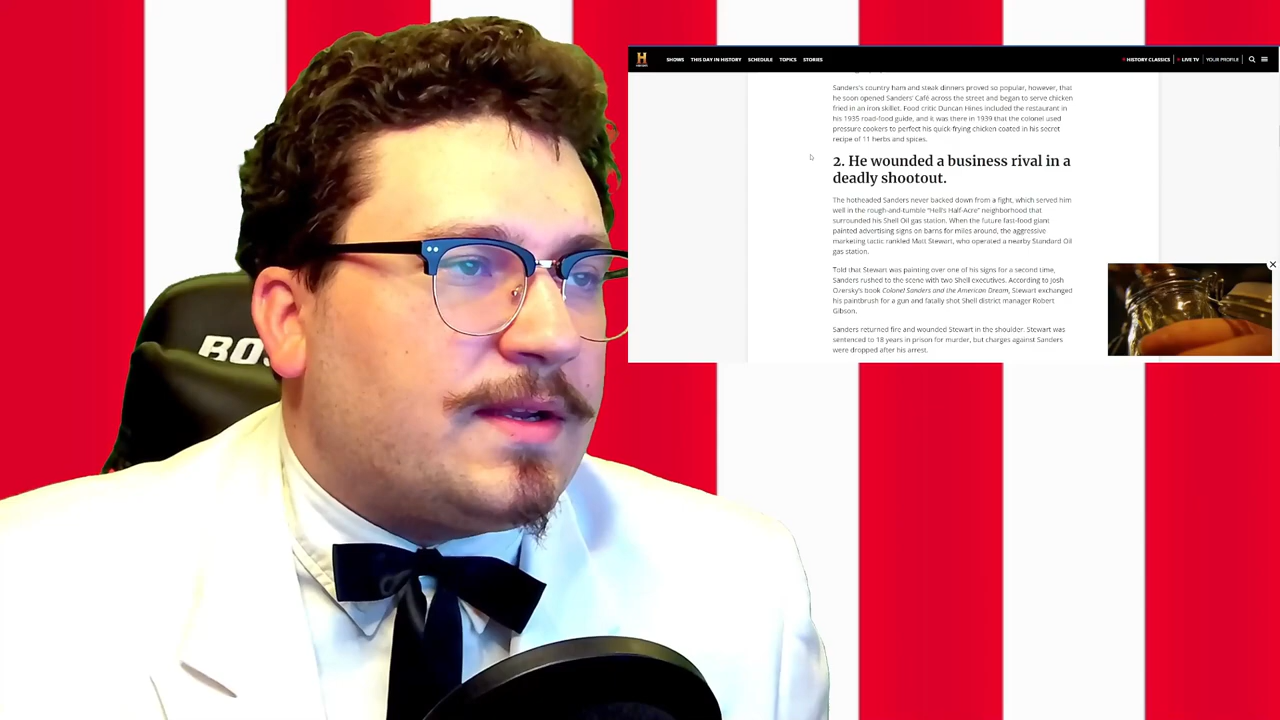 H
HISTORY
SHOWS THIS DAY IN HISTORY SCHEDULE TOPICS STORIES
HISTORY CLASSICS LIVE TV YOUR PROFILE
Sanders's country ham and steak dinners proved so popular, however, that
he soon opened Sanders' Café across the street and began to serve chicken
fried in an iron skillet. Food critic Duncan Hines included the restaurant in
his 1935 road-food guide, and it was there in 1939 that the colonel used
pressure cookers to perfect his quick-frying chicken coated in his secret
recipe of 11 herbs and spices.
2. He wounded a business rival in a
deadly shootout.
The hotheaded Sanders never backed down from a fight, which served him
well in the rough-and-tumble "Hell's Half-Acre" neighborhood that
surrounded his Shell Oil gas station. When the future fast-food giant
painted advertising signs on barns for miles around, the aggressive
marketing tactic rankled Matt Stewart, who operated a nearby Standard Oil
gas station.
Told that Stewart was painting over one of his signs for a second time,
Sanders rushed to the scene with two Shell executives. According to Josh
Ozersky's book Colonel Sanders and the American Dream, Stewart exchanged
his paintbrush for a gun and fatally shot Shell district manager Robert
Gibson.
Sanders returned fire and wounded Stewart in the shoulder. Stewart was
sentenced to 18 years in prison for murder, but charges against Sanders
were dropped after his arrest.
BOS